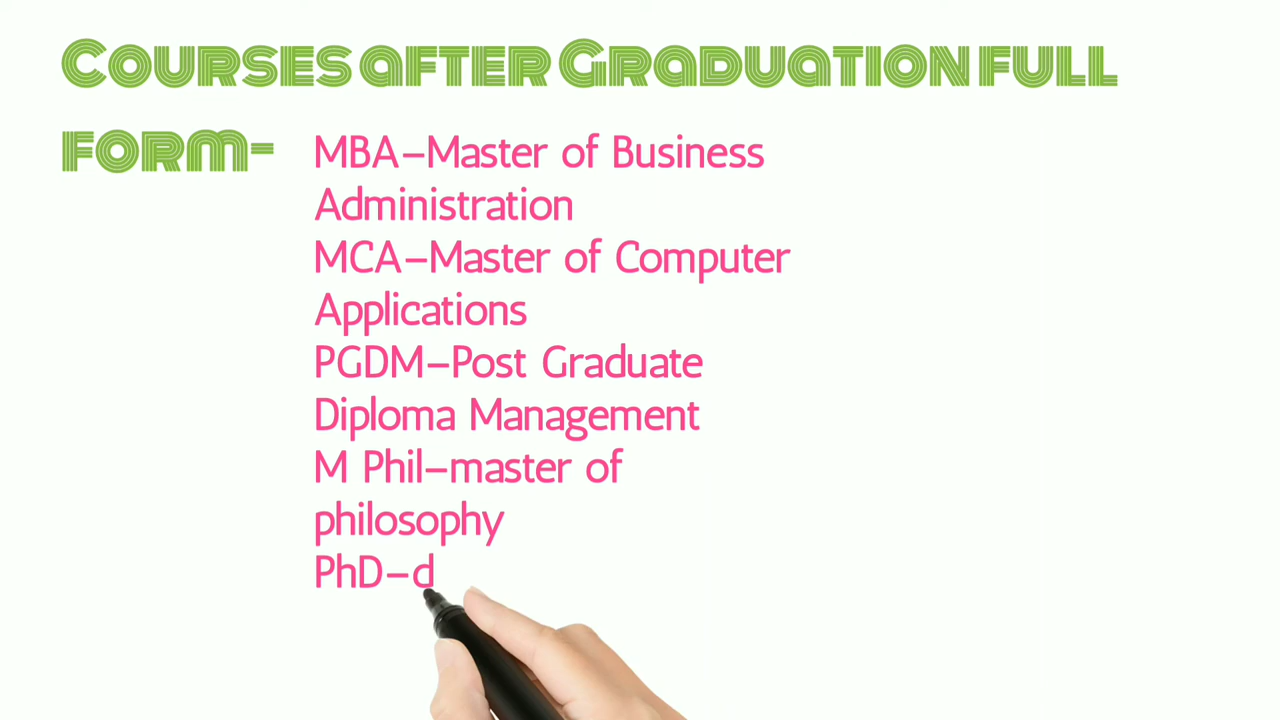 Courses after Graduation full
form-
MBA-Master of Business
Administration
MCA-Master of Computer
Applications
PGDM-Post Graduate
Diploma Management
M Phil-master of
philosophy
PhD-d